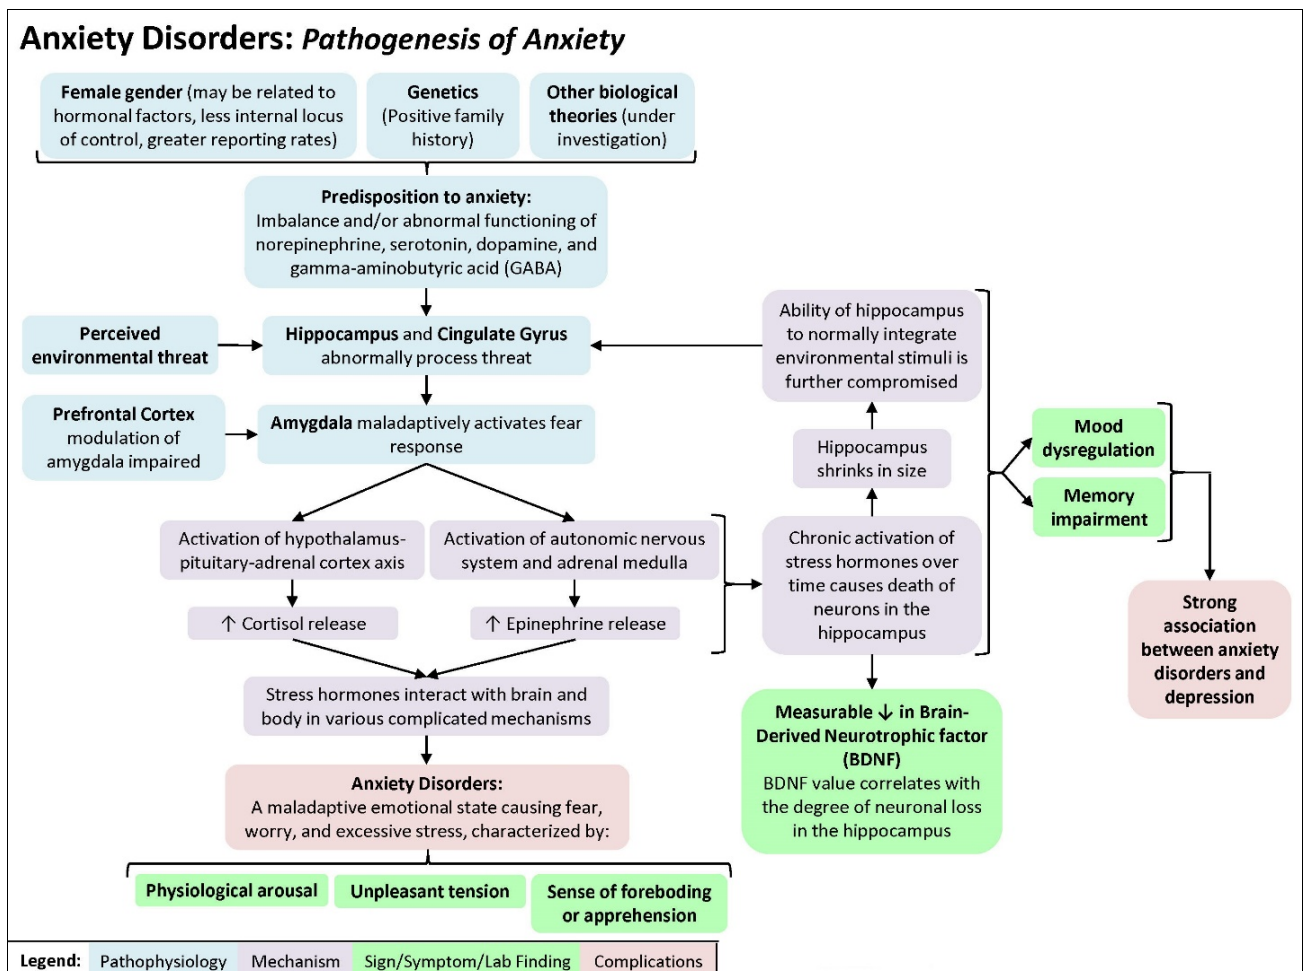 Anxiety Disorders: Pathogenesis of Anxiety
Female gender (may be related to
hormonal factors, less internal locus
of control, greater reporting rates)
Genetics
(Positive family
history)
Other biological
theories (under
investigation)
Predisposition to anxiety:
Imbalance and/or abnormal functioning of
norepinephrine, serotonin, dopamine, and
gamma-aminobutyric acid (GABA)
Perceived
environmental threat
Hippocampus and Cingulate Gyrus
abnormally process threat
Ability of hippocampus
to normally integrate
environmental stimuli is
further compromised
Prefrontal Cortex
modulation of
amygdala impaired
Amygdala maladaptively activates fear
response
Hippocampus
shrinks in size
Mood
dysregulation
Memory
impairment
Activation of hypothalamus-
pituitary-adrenal cortex axis
Activation of autonomic nervous
system and adrenal medulla
Chronic activation of
stress hormones over
time causes death of
neurons in the
hippocampus
↑ Cortisol release
↑ Epinephrine release
Strong
association
between anxiety
disorders and
depression
Stress hormones interact with brain and
body in various complicated mechanisms
Measurable ↓ in Brain-
Derived Neurotrophic factor
(BDNF)
BDNF value correlates with
the degree of neuronal loss
in the hippocampus
Anxiety Disorders:
A maladaptive emotional state causing fear,
worry, and excessive stress, characterized by:
Physiological arousal
Unpleasant tension
Sense of foreboding
or apprehension
Legend: Pathophysiology Mechanism Sign/Symptom/Lab Finding Complications